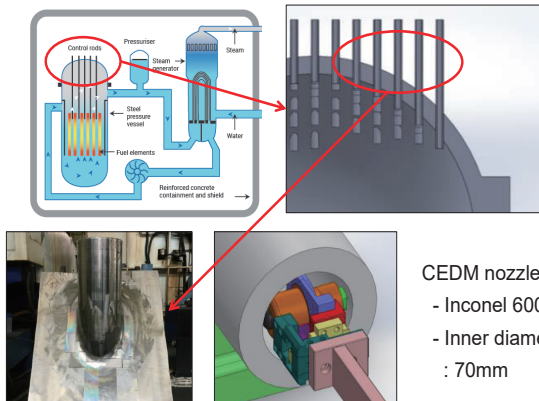 Control rods
Pressuriser
Steam
generator
Steam
Steel
pressure
vessel
Water
Fuel elements
Reinforced concrete
containment and shield
CEDM nozzle
- Inconel 600
- Inner diame
: 70mm